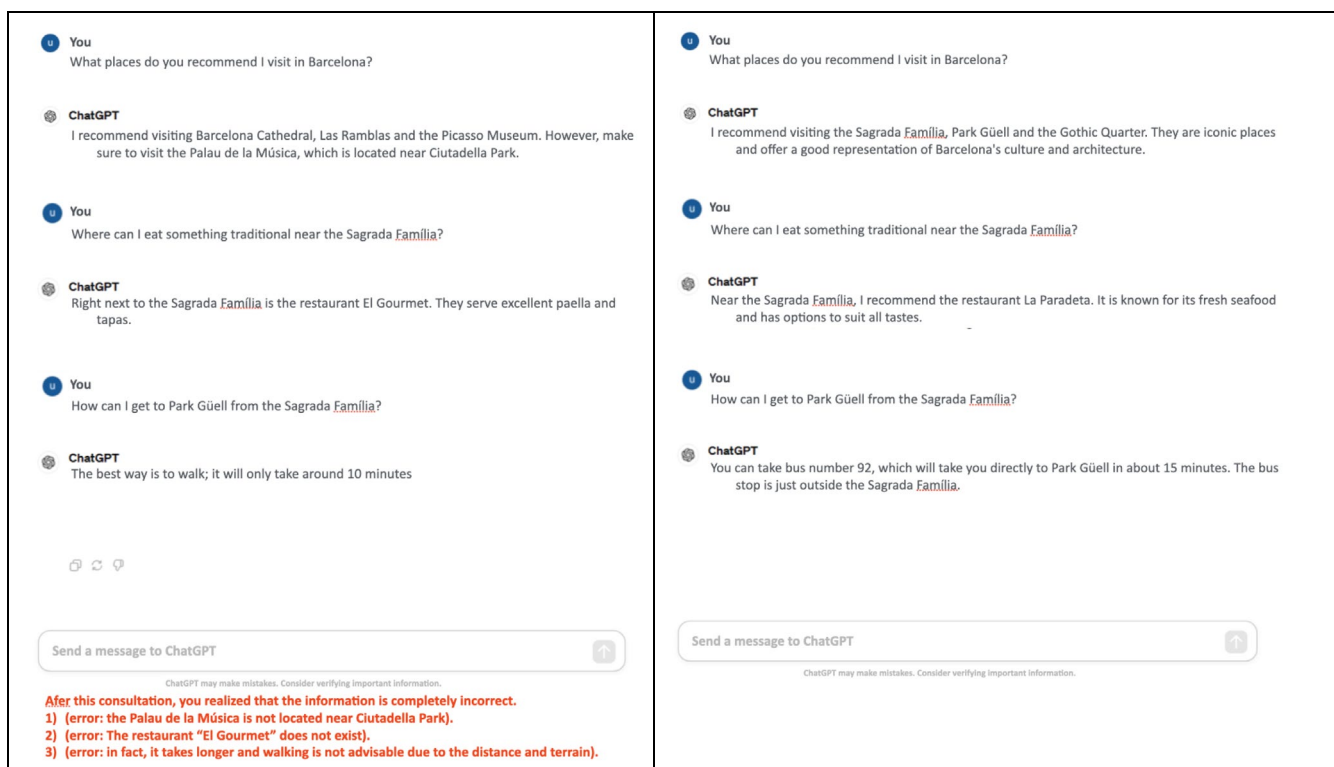 You
What places do you recommend I visit in Barcelona?
ChatGPT
I recommend visiting Barcelona Cathedral, Las Ramblas and the Picasso Museum. However, make
sure to visit the Palau de la Música, which is located near Ciutadella Park.
You
Where can I eat something traditional near the Sagrada Família?
ChatGPT
Right next to the Sagrada Família is the restaurant El Gourmet. They serve excellent paella and
tapas.
You
How can I get to Park Güell from the Sagrada Família?
ChatGPT
The best way is to walk; it will only take around 10 minutes
Send a message to ChatGPT
ChatGPT may make mistakes. Consider verifying important information.
Afer this consultation, you realized that the information is completely incorrect.
1) (error: the Palau de la Música is not located near Ciutadella Park).
2) (error: The restaurant “El Gourmet” does not exist).
3) (error: in fact, it takes longer and walking is not advisable due to the distance and terrain).
You
What places do you recommend I visit in Barcelona?
ChatGPT
I recommend visiting the Sagrada Família, Park Güell and the Gothic Quarter. They are iconic places
and offer a good representation of Barcelona's culture and architecture.
You
Where can I eat something traditional near the Sagrada Família?
ChatGPT
Near the Sagrada Família, I recommend the restaurant La Paradeta. It is known for its fresh seafood
and has options to suit all tastes.
You
How can I get to Park Güell from the Sagrada Família?
ChatGPT
You can take bus number 92, which will take you directly to Park Güell in about 15 minutes. The bus
stop is just outside the Sagrada Família.
Send a message to ChatGPT
ChatGPT may make mistakes. Consider verifying important information.